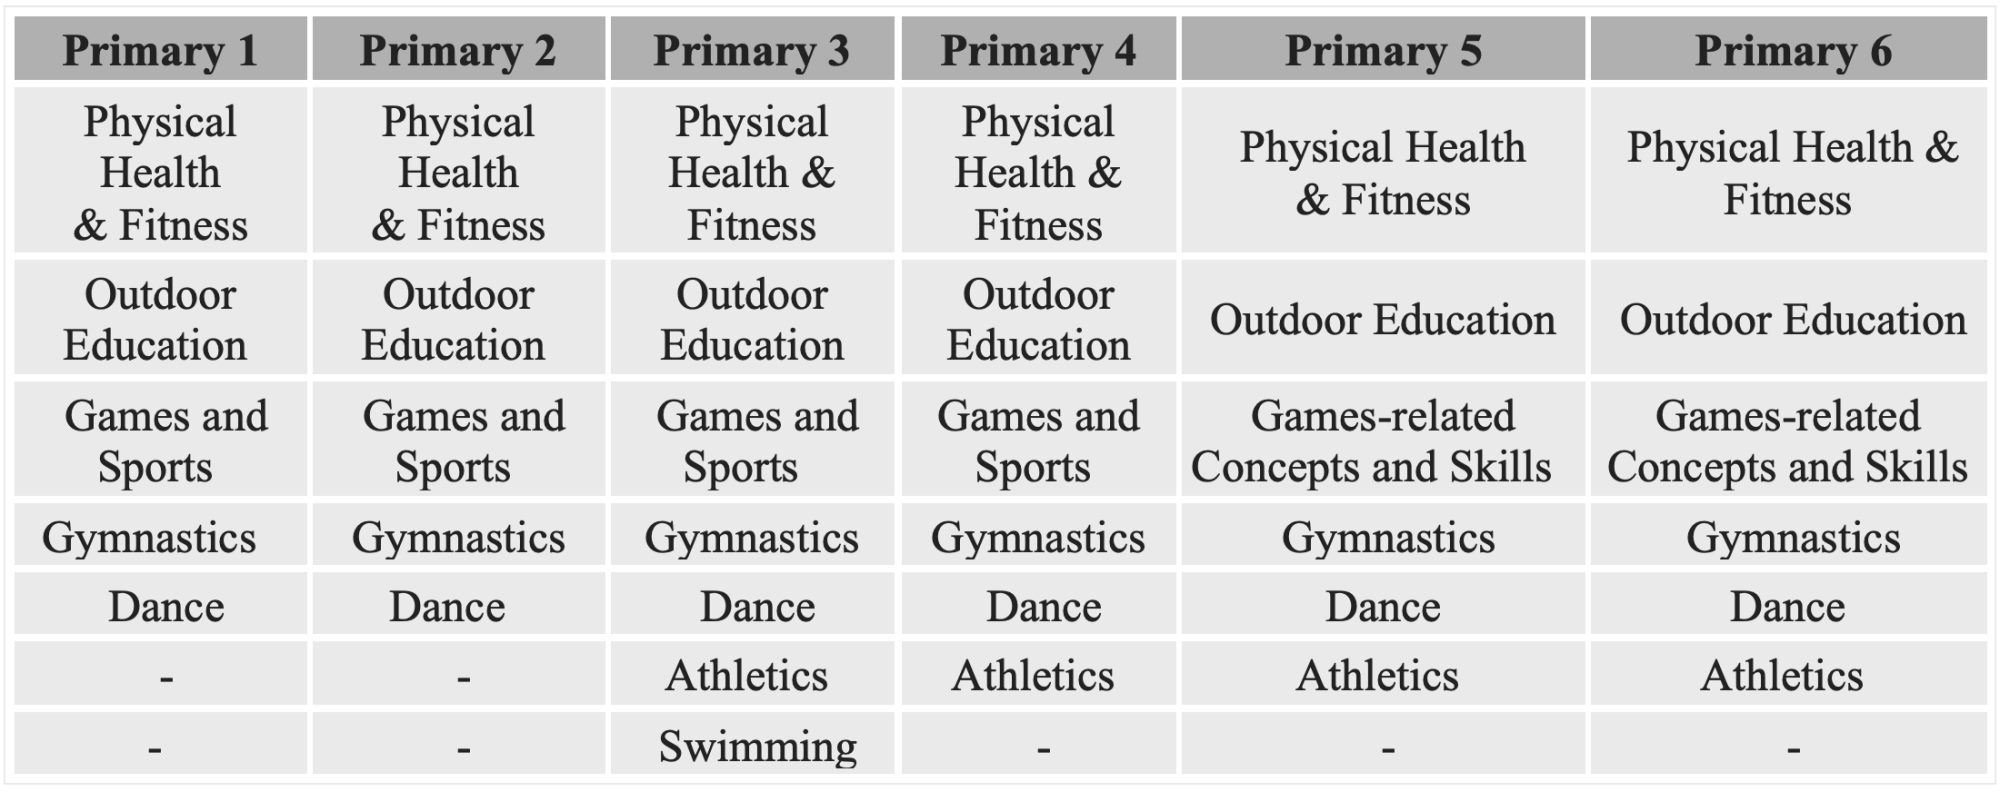 Primary 1 Primary 2 Primary 3 Primary 4 Primary 5 Primary 6
Physical Physical Physical Physical Physical Health Physical Health &
Health Health Health & Health & & Fitness Fitness
& Fitness & Fitness Fitness Fitness
Outdoor Outdoor Outdoor Outdoor Outdoor Education Outdoor Education
Education Education Education Education
Games and Games and Games and Games and Games-related Games-related
Sports Sports Sports Sports Concepts and Skills Concepts and Skills
Gymnastics Gymnastics Gymnastics Gymnastics Gymnastics Gymnastics
Dance Dance Dance Dance Dance Dance
- - Athletics Athletics Athletics Athletics
- - Swimming - - -